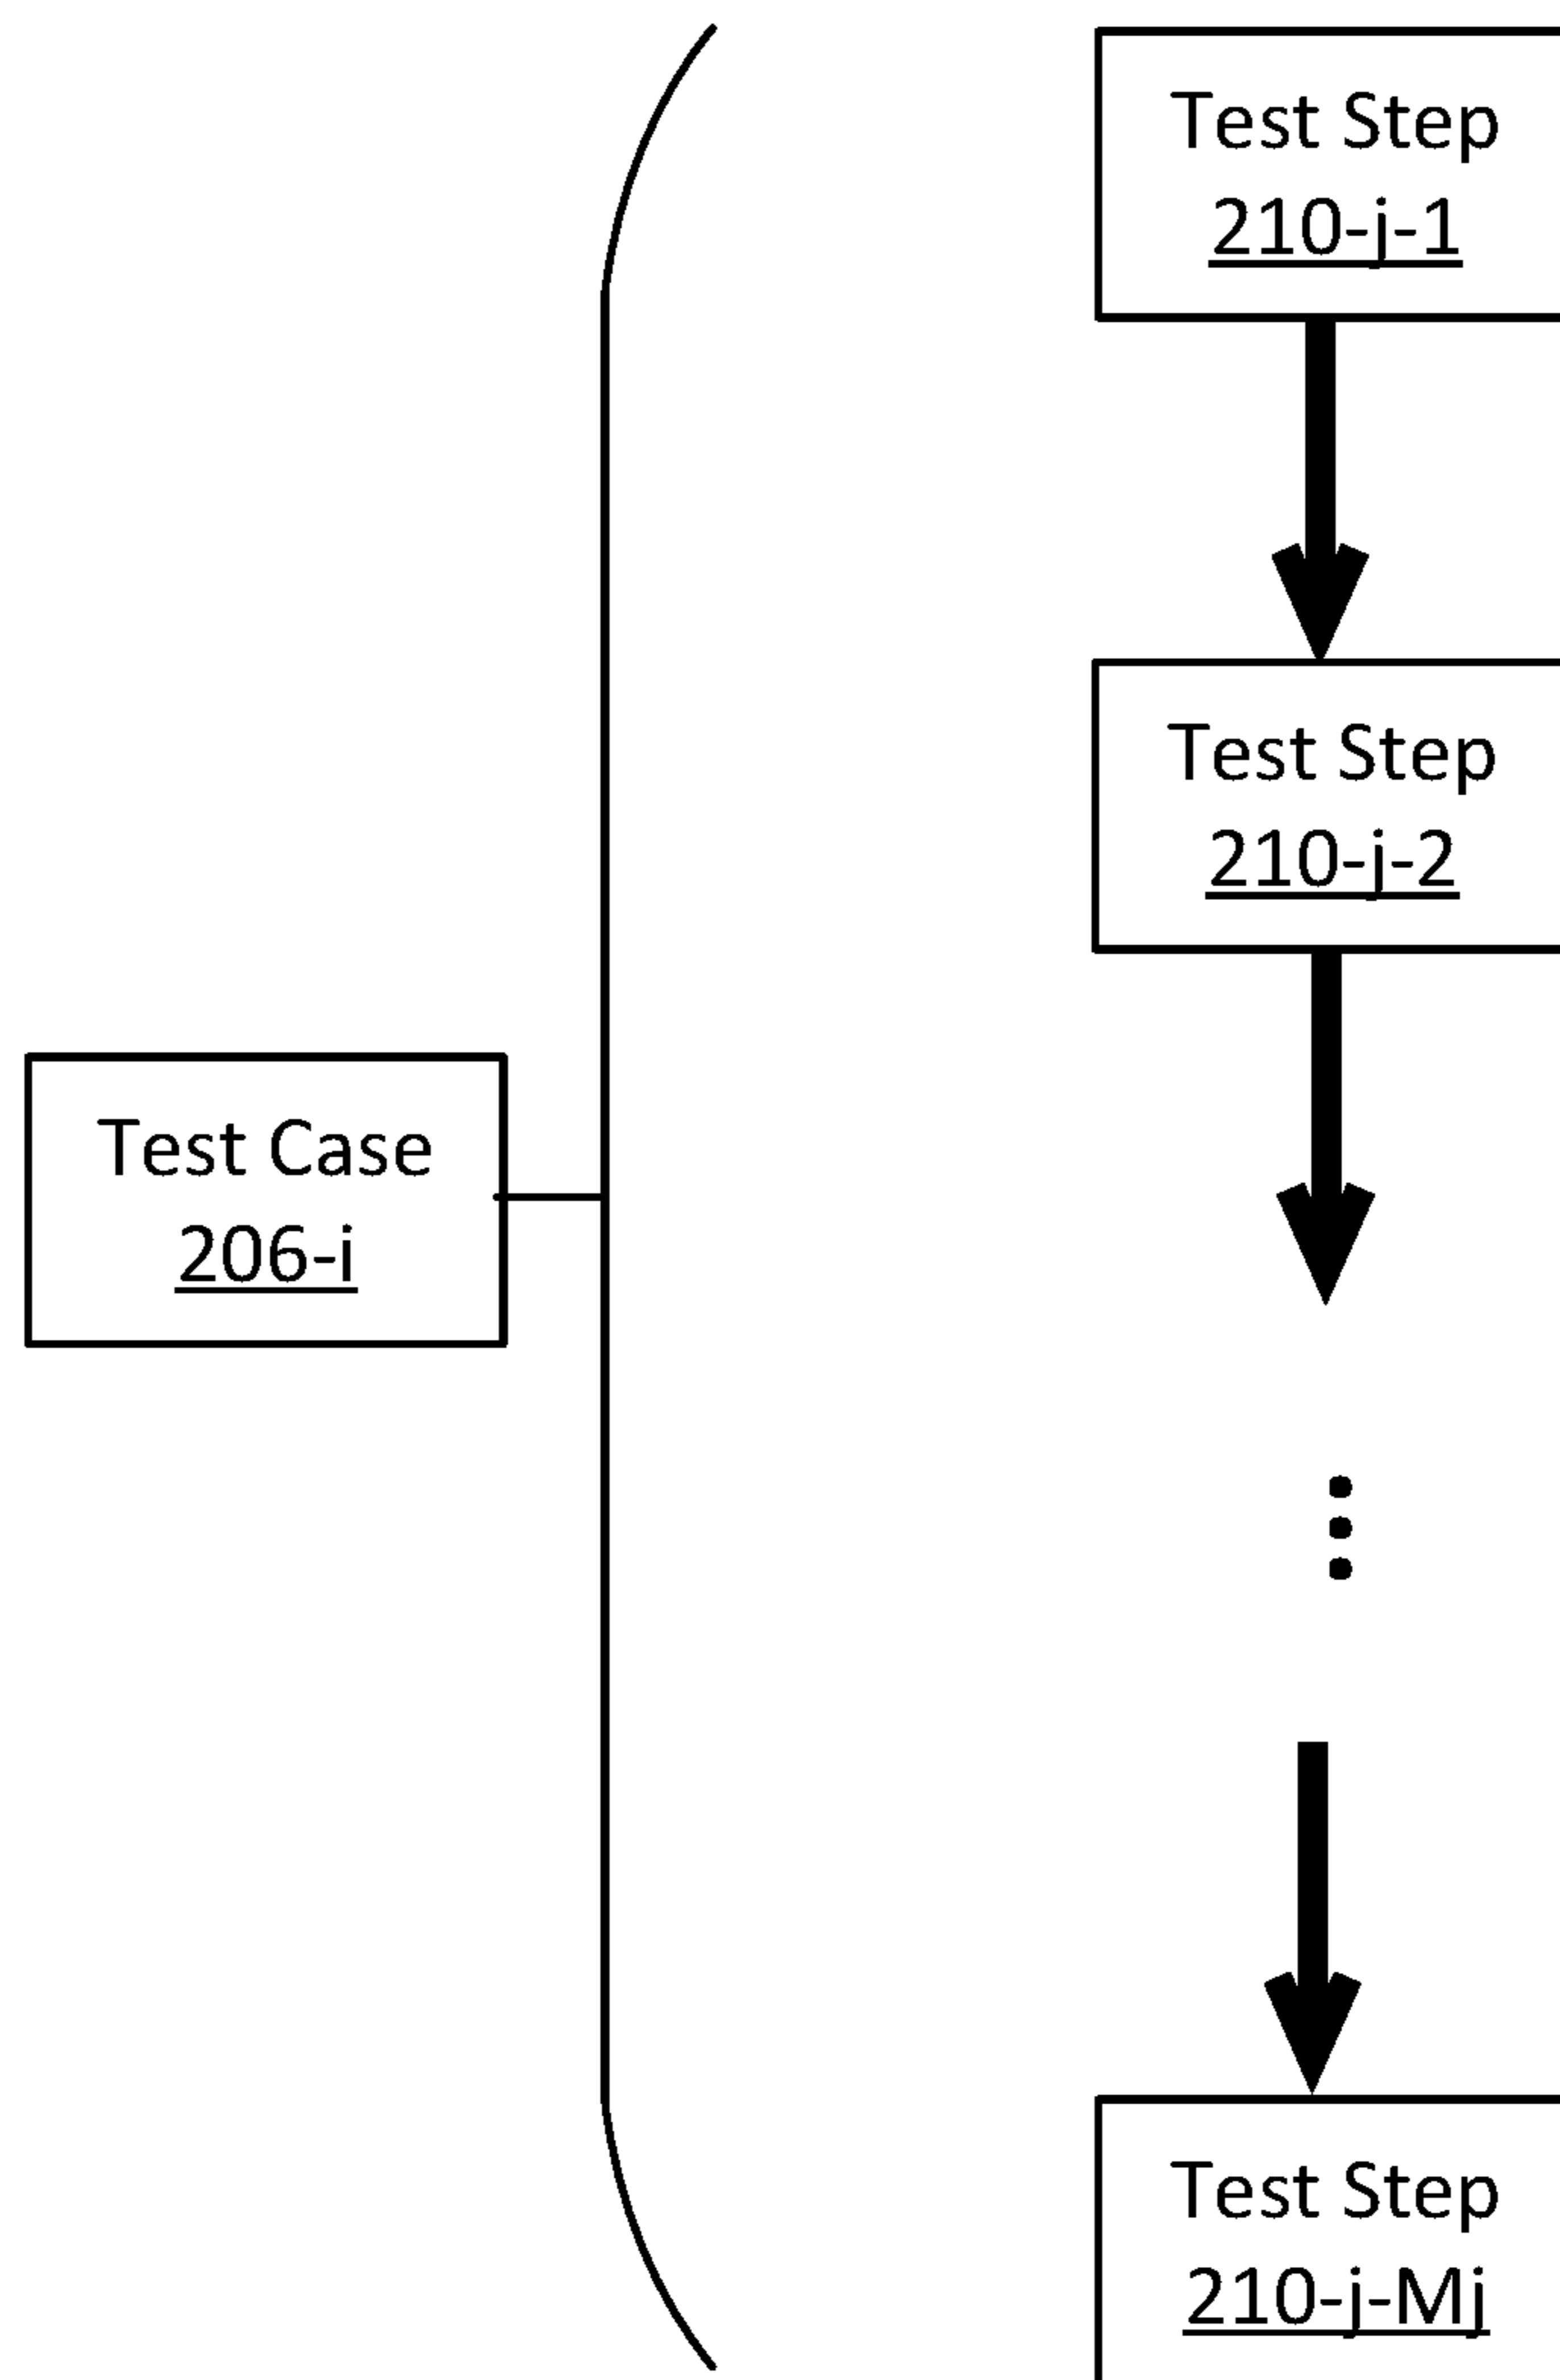 Test Step
210-j-1
Test Step
210-j-2
Test Case
206-i
Test Step
210-j-Mj